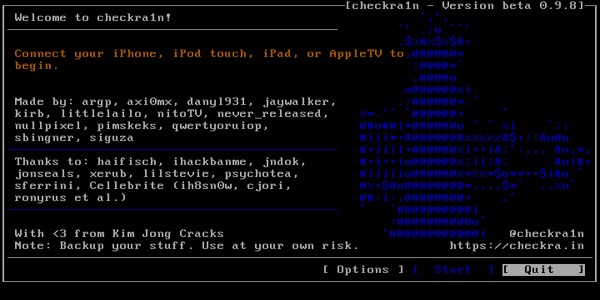 [checkra1n - Version beta 0.9.8]
Welcome to checkra1n!
Connect your iPhone, iPod touch, iPad, or AppleTV to
begin.
Made by: argp, axi0mx, danyl931, jaywalker,
kirb, littlelailo, nitoTV, never_released,
nullpixel, pimskeks, qwertyoruiop,
sbingner, siguza
Thanks to: haifisch, ihackbanme, jndok,
jonseals, xerub, lilstevie, psychotea,
sferrini, Cellebrite (ih8sn0w, cjori,
ronyrus et al.)
With <3 from Kim Jong Cracks
@checkra1n
Note: Backup your stuff. Use at your own risk.
https://checkra.in
[ Options ] [ Start ] [ Quit ]